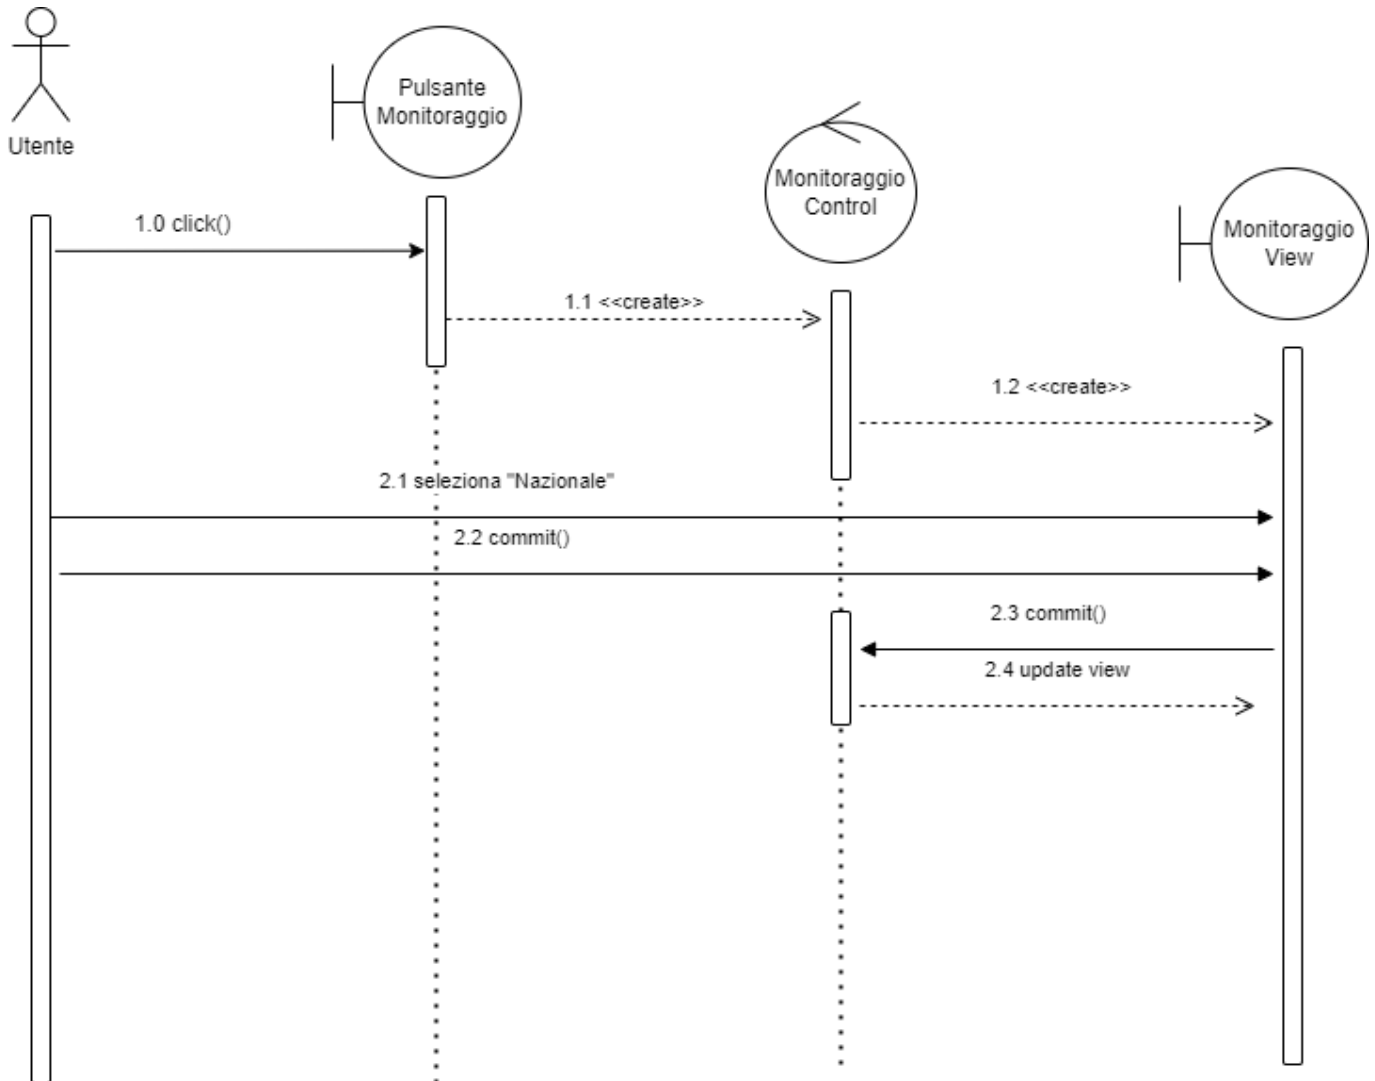 Utente
Pulsante
Monitoraggio
Monitoraggio
Control
Monitoraggio
View
1.0 click()
1.1 <<create>>
1.2 <<create>>
2.1 seleziona "Nazionale"
2.2 commit()
2.3 commit()
2.4 update view